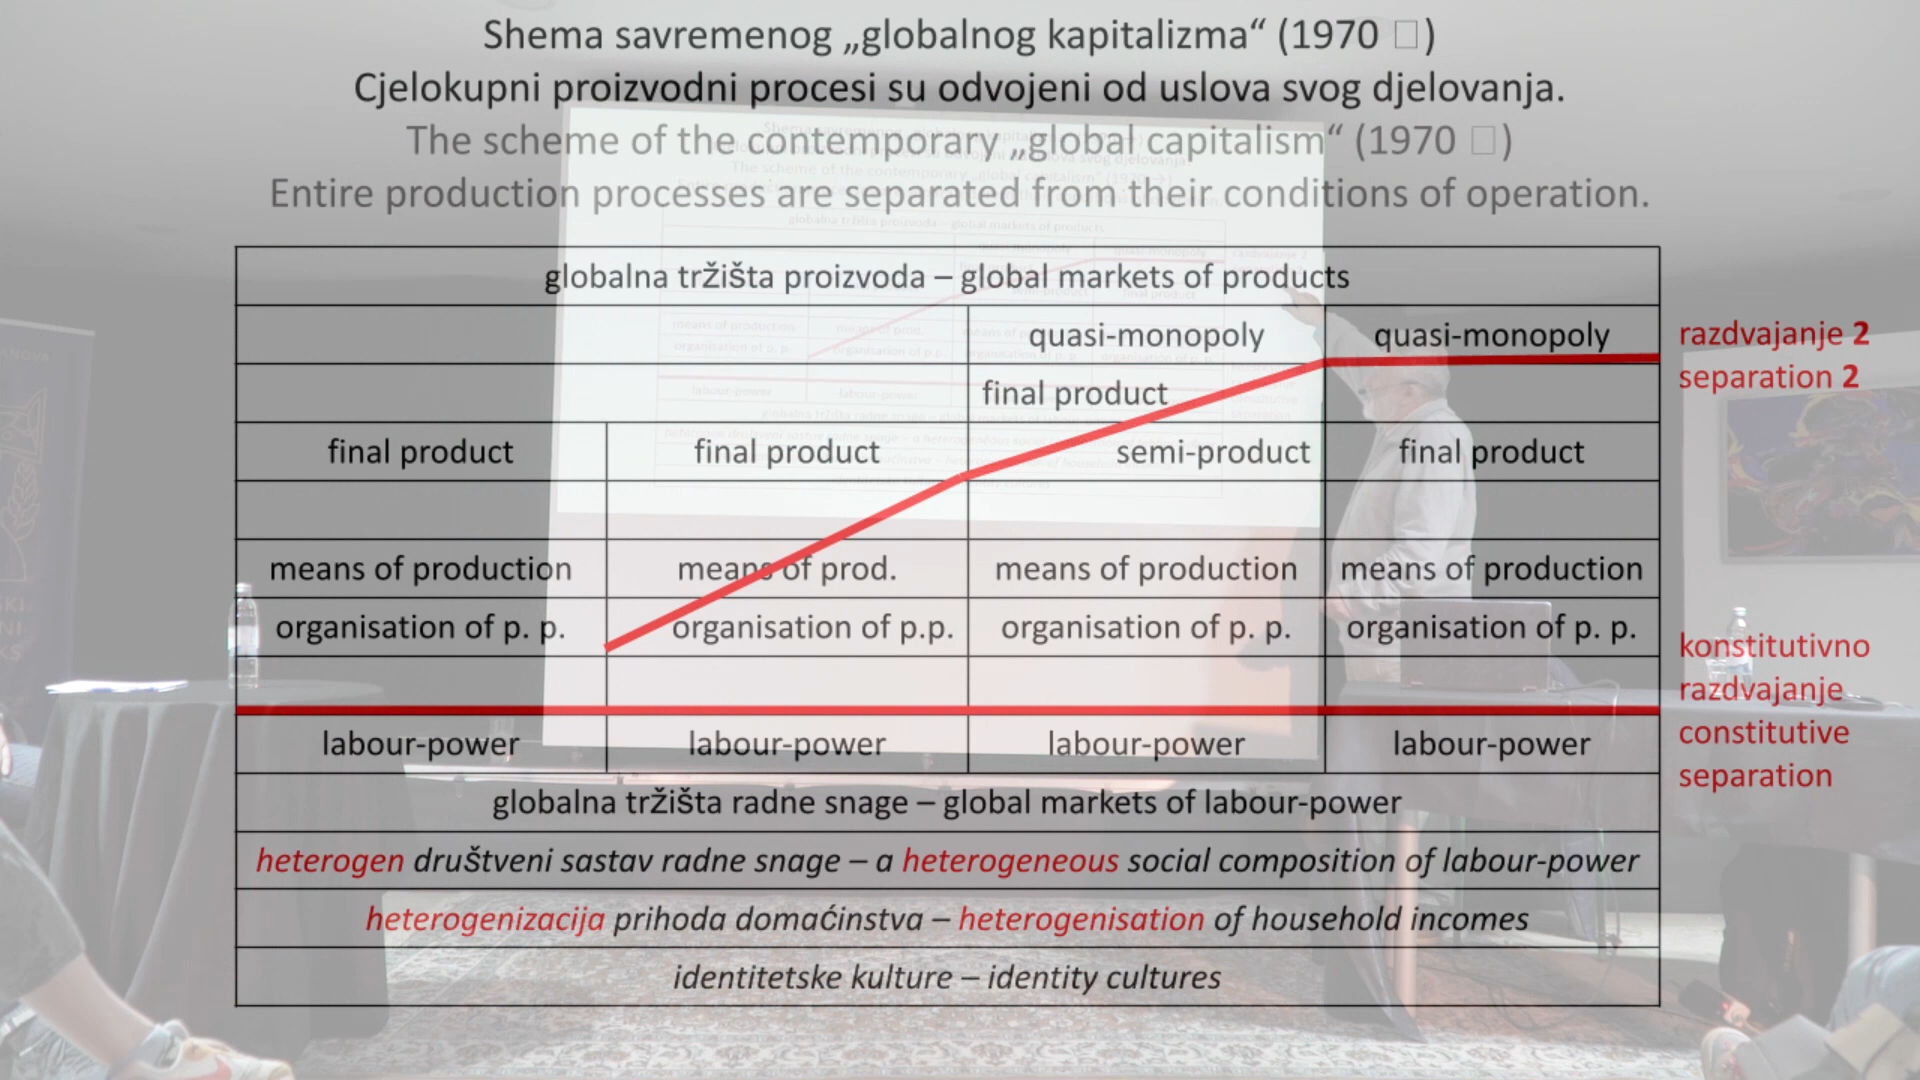 Shema savremenog „globalnog kapitalizma“ (1970 □)
Cjelokupni proizvodni procesi su odvojeni od uslova svog djelovanja.
The scheme of the contemporary „global capitalism“ (1970 □)
Entire production processes are separated from their conditions of operation.
globalna tržišta proizvoda – global markets of products
quasi-monopoly quasi-monopoly
razdvajanje 2
separation 2
final product
final product final product semi-product final product
means of production means of prod. means of production means of production
organisation of p. p. organisation of p.p. organisation of p. p. organisation of p. p.
konstitutivno
razdvajanje
constitutive
separation
labour-power labour-power labour-power labour-power
globalna tržišta radne snage – global markets of labour-power
heterogen društveni sastav radne snage – a heterogeneous social composition of labour-power
heterogenizacija prihoda domaćinstva – heterogenisation of household incomes
identitetske kulture – identity cultures